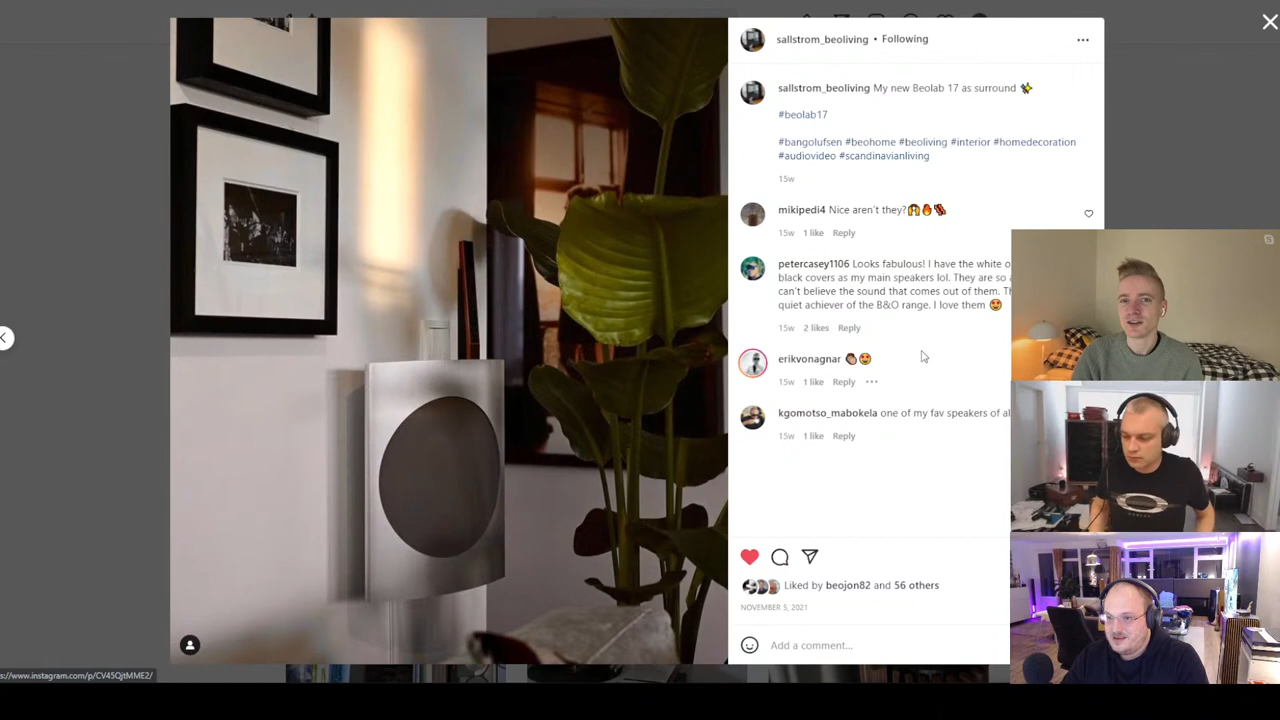 sallstrom_beoliving • Following
sallstrom_beoliving My new Beolab 17 as surround
#beolab17
#bangolufsen #beohome #beoliving #interior #homedecoration
#audiovideo #scandinavianliving
15w
mikipedi4 Nice aren't they?
15w 1 like Reply
petercasey1106 Looks fabulous! I have the white
black covers as my main speakers lol. They are so
can't believe the sound that comes out of them.
quiet achiever of the B&O range. I love them
15w 2 likes Reply
erikvonagnar
15w 1 like Reply
kgomotso_mabokela one of my fav speakers of
15w 1 like Reply
Liked by beojon82 and 56 others
NOVEMBER 5, 2021
Add a comment...
s://www.instagram.com/p/CV45QjtMME2/